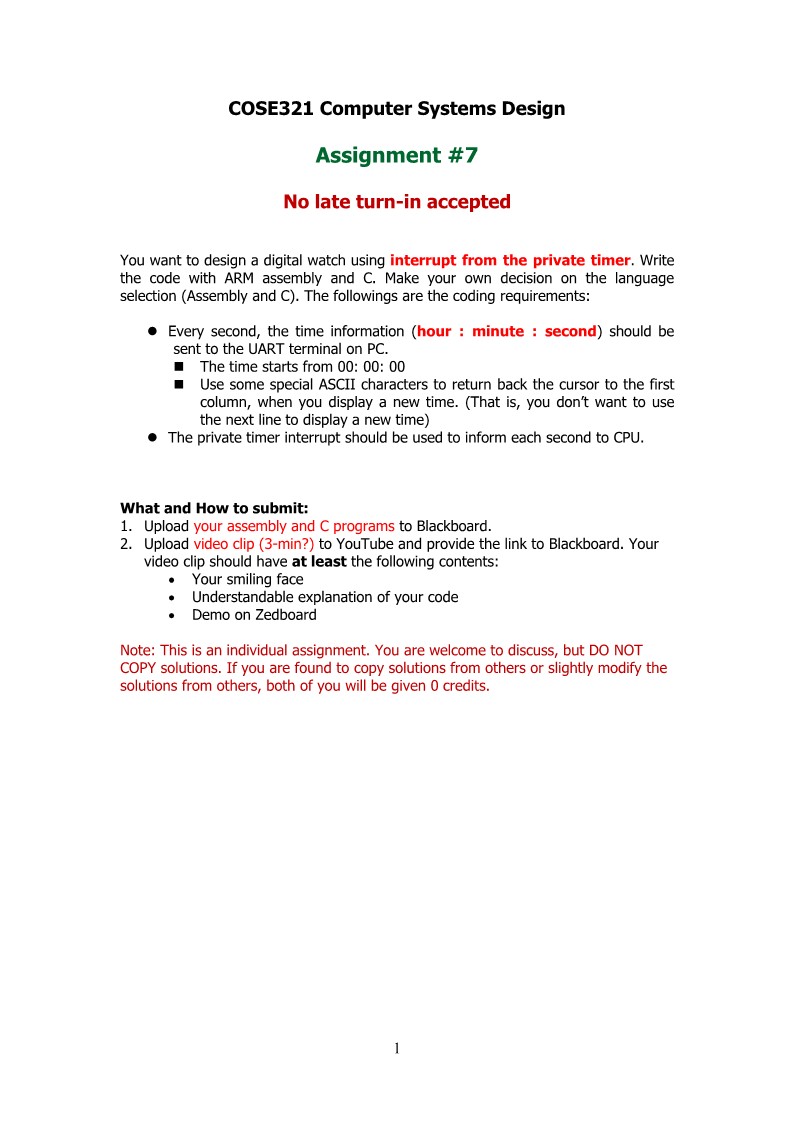 COSE321 Computer Systems Design
Assignment #7
No late turn-in accepted
You want to design a digital watch using interrupt from the private timer. Write
the code with ARM assembly and C. Make your own decision on the language
selection (Assembly and C). The followings are the coding requirements:
● Every second, the time information (hour : minute : second) should be
sent to the UART terminal on PC.
■ The time starts from 00: 00: 00
■ Use some special ASCII characters to return back the cursor to the first
column, when you display a new time. (That is, you don’t want to use
the next line to display a new time)
● The private timer interrupt should be used to inform each second to CPU.
What and How to submit:
1. Upload your assembly and C programs to Blackboard.
2. Upload video clip (3-min?) to YouTube and provide the link to Blackboard. Your
video clip should have at least the following contents:
• Your smiling face
• Understandable explanation of your code
• Demo on Zedboard
Note: This is an individual assignment. You are welcome to discuss, but DO NOT
COPY solutions. If you are found to copy solutions from others or slightly modify the
solutions from others, both of you will be given 0 credits.
1